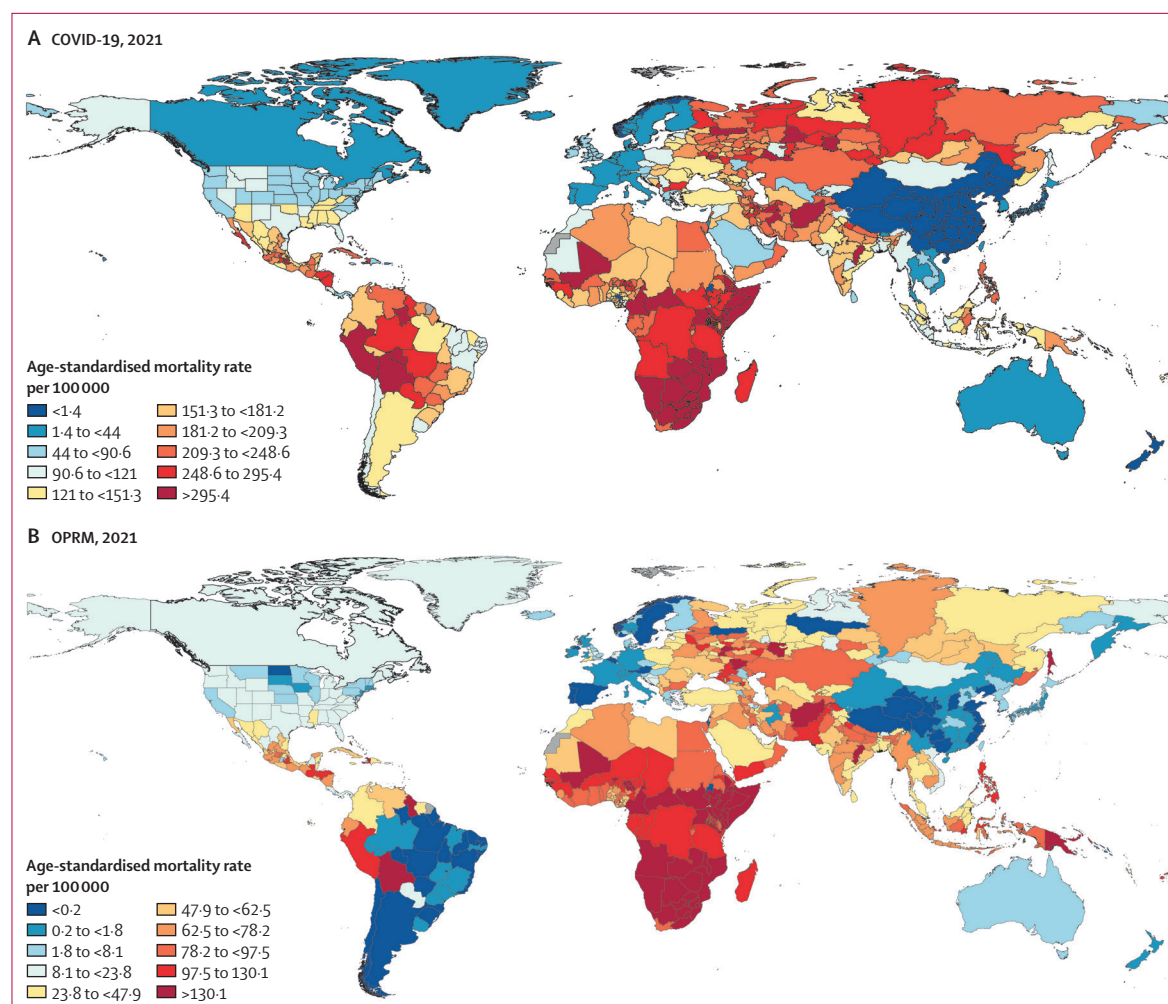 A COVID-19, 2021
Age-standardised mortality rate
per 100 000
<1·4
1·4 to <44
44 to <90·6
90·6 to <121
121 to <151·3
151·3 to <181·2
181·2 to <209·3
209·3 to <248·6
248·6 to 295·4
>295·4
B OPRM, 2021
Age-standardised mortality rate
per 100 000
<0·2
0·2 to <1·8
1·8 to <8·1
8·1 to <23·8
23·8 to <47·9
47·9 to <62·5
62·5 to <78·2
78·2 to <97·5
97·5 to 130·1
>130·1